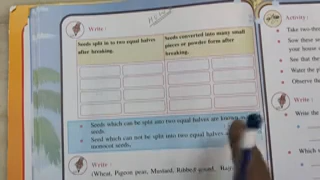 Write :
Seeds split in to two equal halves after breaking.
Seeds converted into many small pieces or powder form after breaking.
Seeds which can be split into two equal halves are known
seeds.
Seed which can not be split into two equal halves
monocot seeds.
Write :
(Wheat, Pigeon pea, Mustard, Ribbed gourd,
Activity :
Take two-three
Sow these
your house
See that the
Water the
Observe the
Write :
Write the
Which